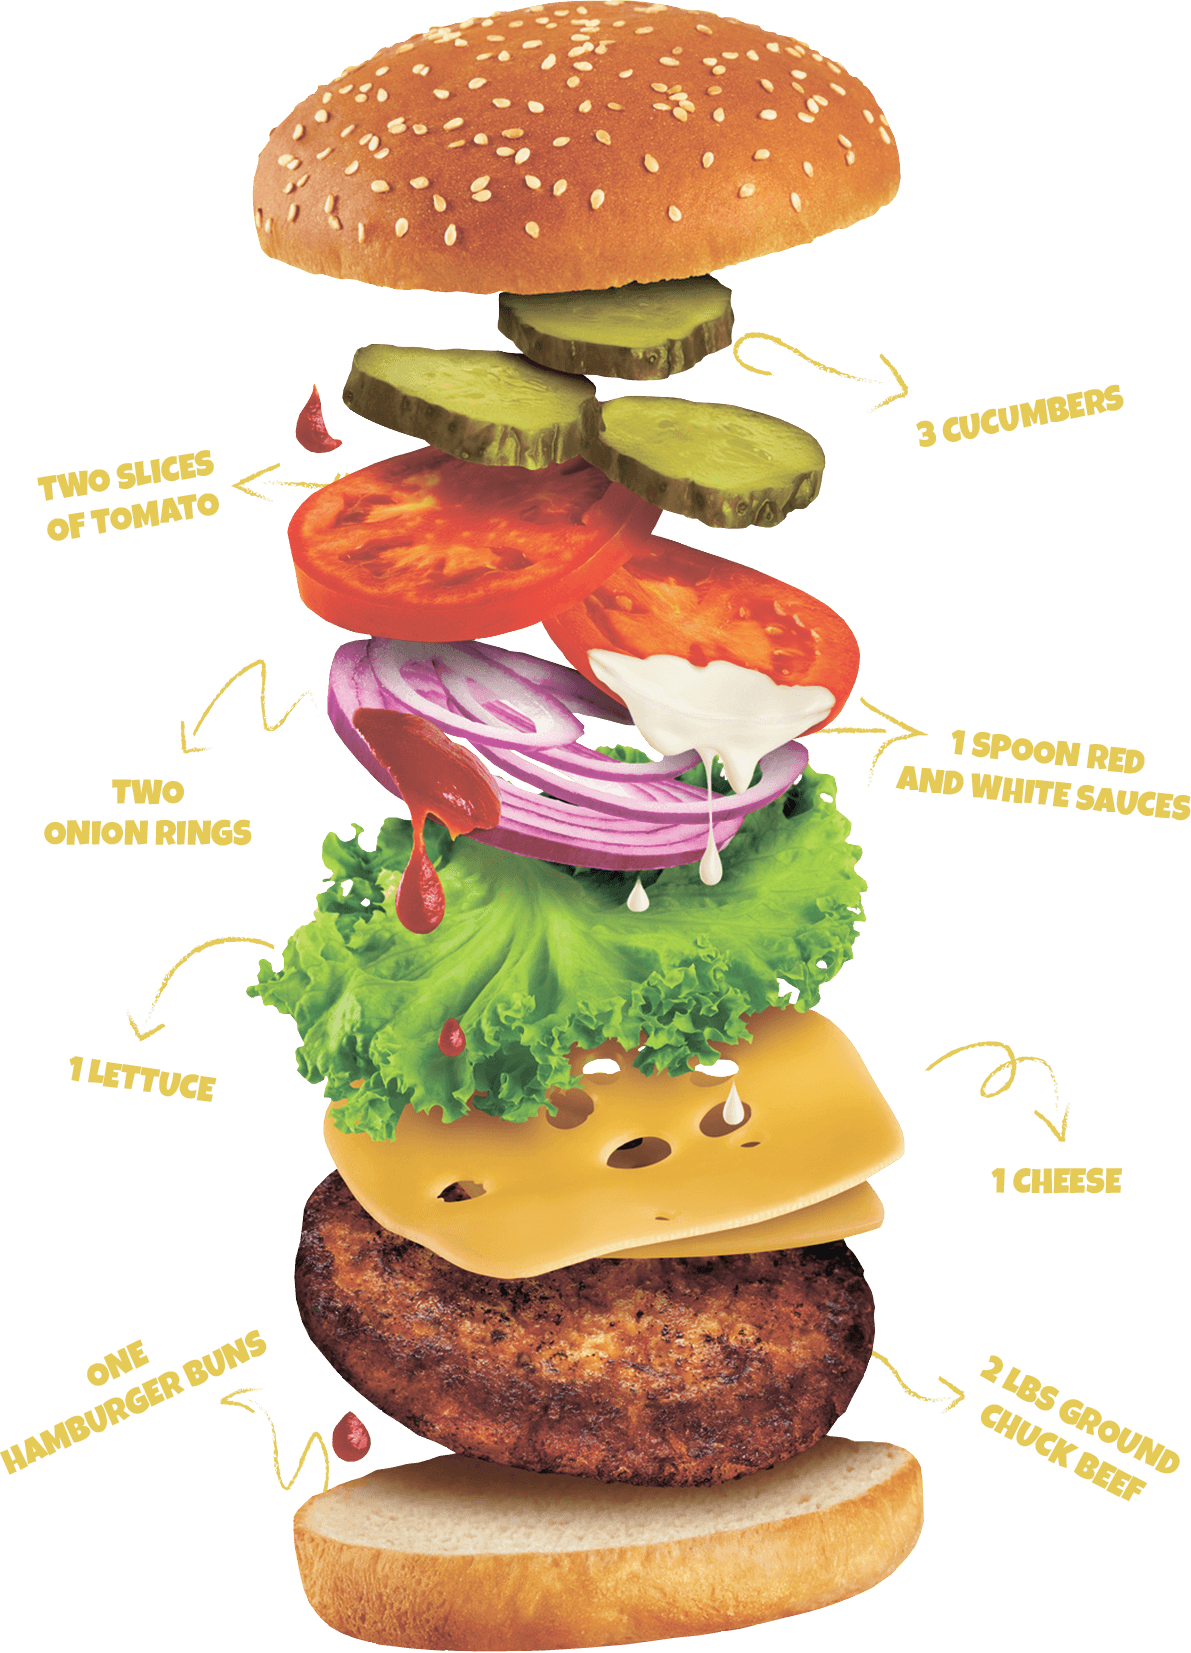 3 CUCUMBERS
TWO SLICES
OF TOMATO
1 SPOON RED
AND WHITE SAUCES
TWO
ONION RINGS
1 LETTUCE
1 CHEESE
ONE
HAMBURGER BUNS
2 LBS GROUND
CHUCK BEEF